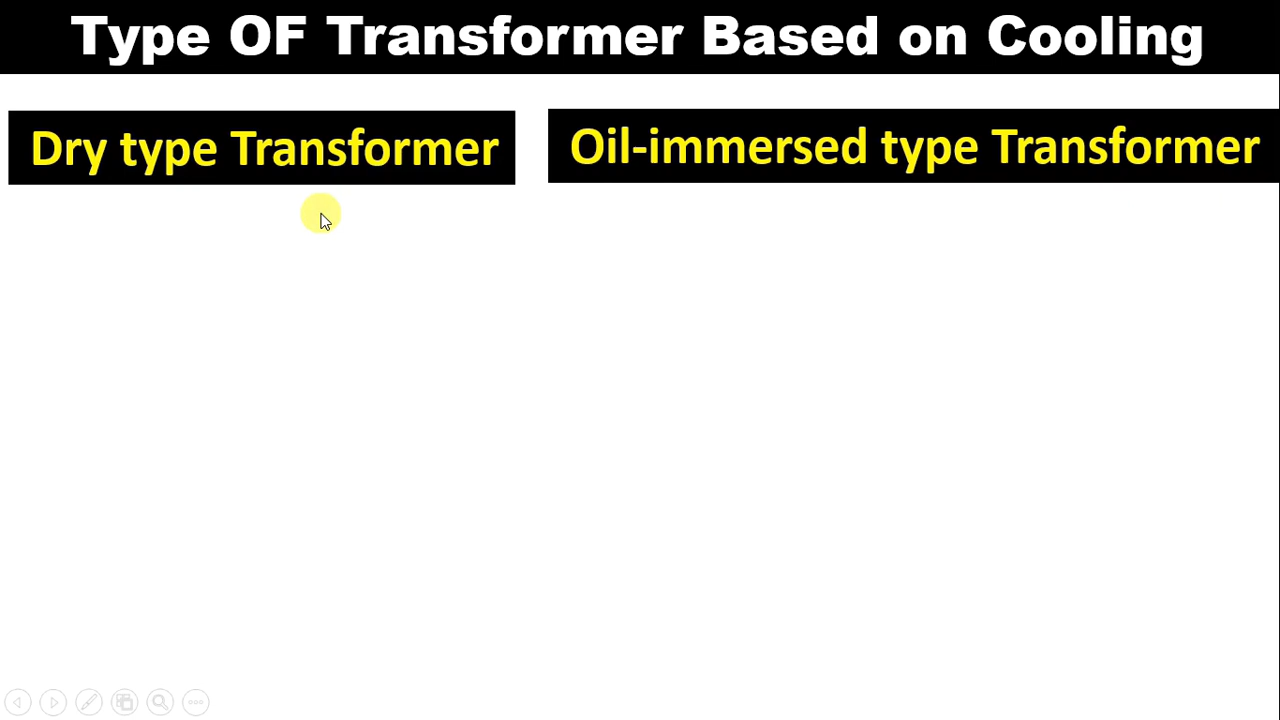 Type OF Transformer Based on Cooling
Dry type Transformer
Oil-immersed type Transformer